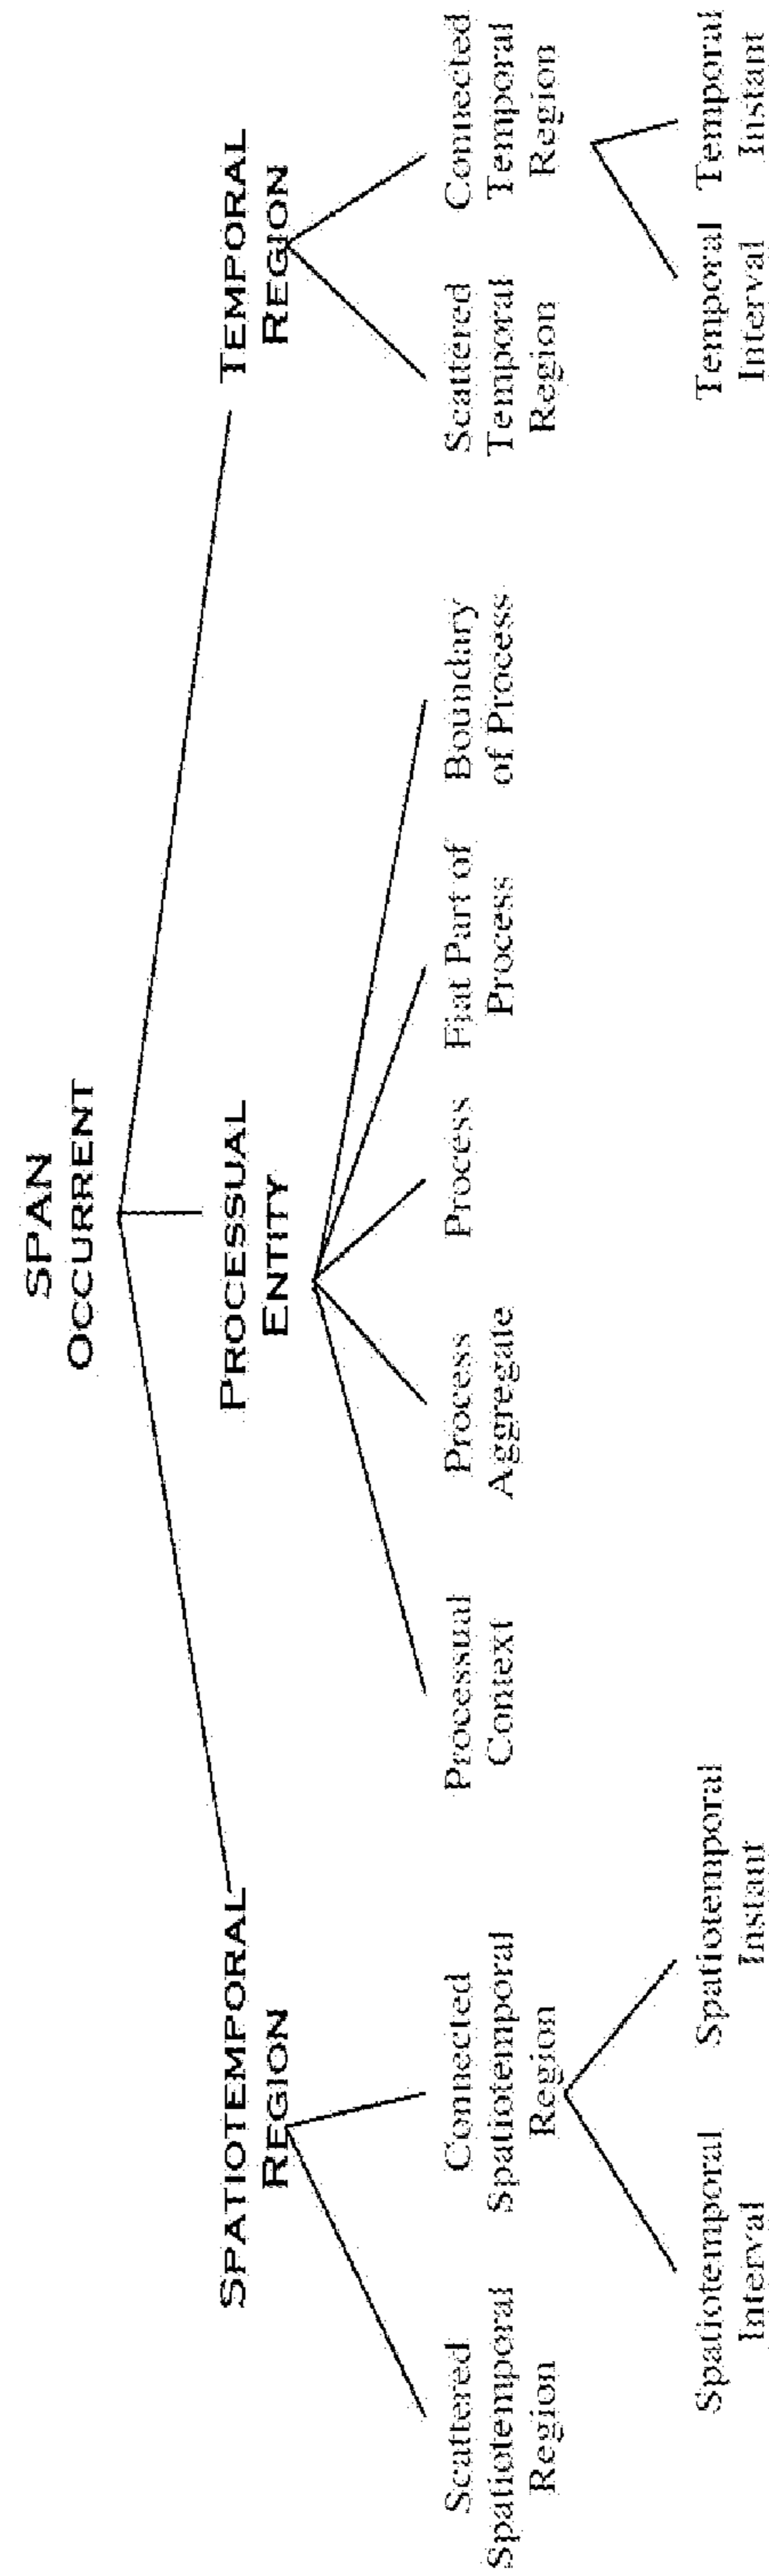 SPAN
OCCURRENT
SPATIOTEMPORAL
REGION
PROCESSUAL
ENTITY
TEMPORAL
REGION
Scattered
Spatiotemporal
Region
Connected
Spatiotemporal
Region
Processual
Context
Process
Aggregate
Process
Fiat Part of
Process
Boundary
of Process
Scattered
Temporal
Region
Connected
Temporal
Region
Spatiotemporal
Interval
Spatiotemporal
Instant
Temporal
Interval
Temporal
Instant